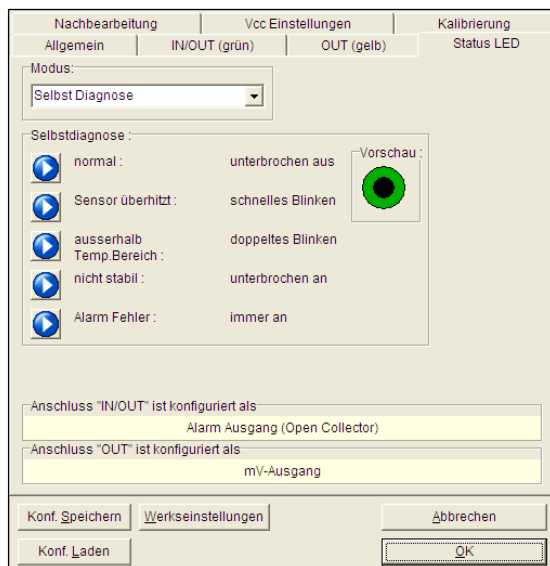 Nachbearbeitung Vcc Einstellungen Kalibrierung
Allgemein IN/OUT (grün) OUT (gelb) Status LED
Modus:
Selbst Diagnose
Selbstdiagnose :
Vorschau :
normal : unterbrochen aus
Sensor überhitzt : schnelles Blinken
ausserhalb doppeltes Blinken
Temp.Bereich :
nicht stabil : unterbrochen an
Alarm Fehler : immer an
Anschluss "IN/OUT" ist konfiguriert als
Alarm Ausgang (Open Collector)
Anschluss "OUT" ist konfiguriert als
mV-Ausgang
Konf. Speichern Werkseinstellungen Abbrechen
Konf. Laden OK